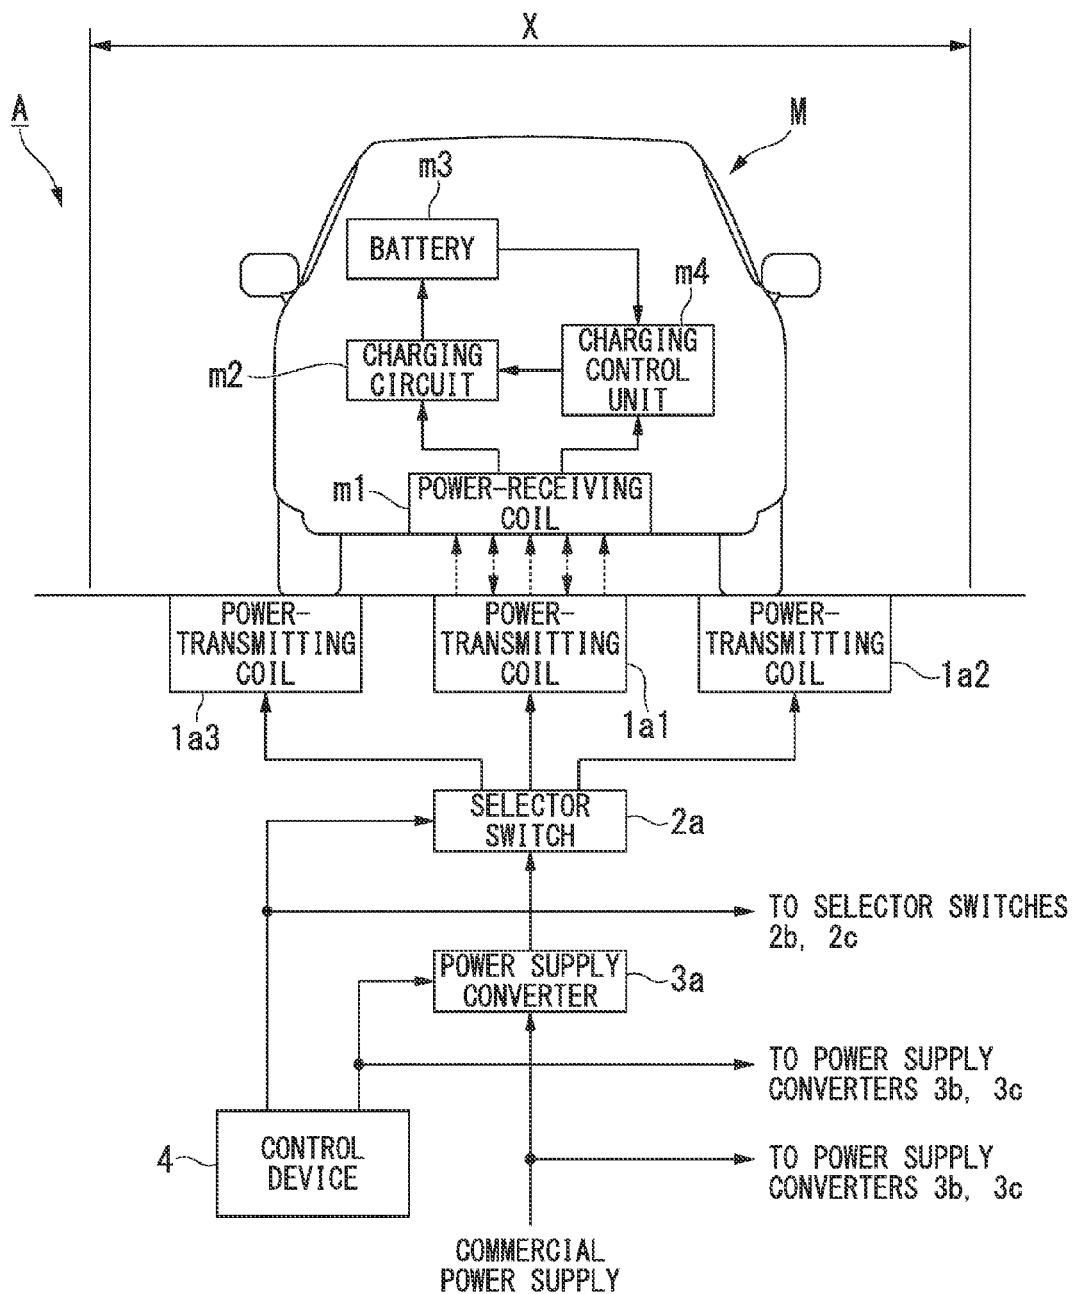 X
A
M
m3
BATTERY
m4
CHARGING
CONTROL
UNIT
m2
CHARGING
CIRCUIT
m1
POWER-RECEIVING
COIL
POWER-
TRANSMITTING
COIL
POWER-
TRANSMITTING
COIL
POWER-
TRANSMITTING
COIL
1a3
1a1
1a2
SELECTOR
SWITCH
2a
TO SELECTOR SWITCHES
2b, 2c
POWER SUPPLY
CONVERTER
3a
TO POWER SUPPLY
CONVERTERS 3b, 3c
4
CONTROL
DEVICE
TO POWER SUPPLY
CONVERTERS 3b, 3c
COMMERCIAL
POWER SUPPLY